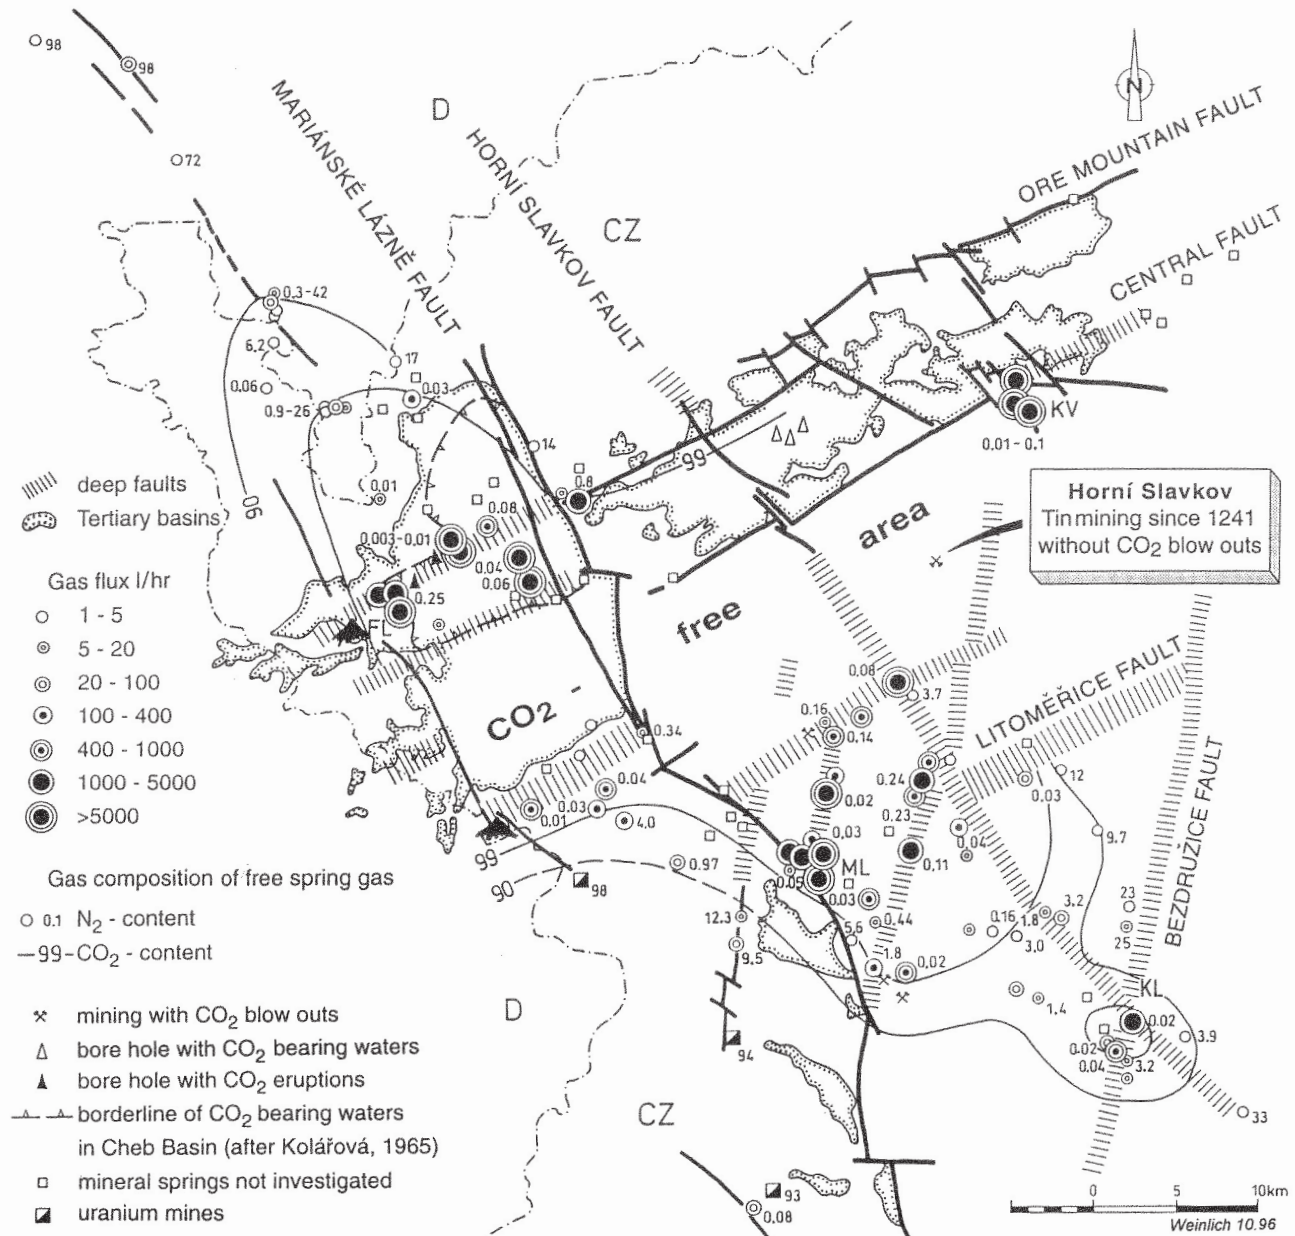 98
98
72
MARIÁNSKÉ LÁZNĚ FAULT
D
HORNÍ SLAVKOV FAULT
CZ
N
ORE MOUNTAIN FAULT
CENTRAL FAULT
0.3-42
6.2
17
0.06
0.03
0.9-26
14
99
KV
0.01-0.1
90
0.01
0.8
0.08
0.003-0.01
0.04
0.06
0.25
FL
area
free
CO2
Horní Slavkov
Tinmining since 1241
without CO2 blow outs
deep faults
Tertiary basins
Gas flux l/hr
1 - 5
5 - 20
20 - 100
100 - 400
400 - 1000
1000 - 5000
>5000
Gas composition of free spring gas
0.1 N2 - content
99 CO2 - content
mining with CO2 blow outs
bore hole with CO2 bearing waters
bore hole with CO2 eruptions
borderline of CO2 bearing waters
in Cheb Basin (after Kolářová, 1965)
mineral springs not investigated
uranium mines
0.08
3.7
LITOMĚŘICE FAULT
BEZDRUŽICE FAULT
0.16
0.14
0.34
0.04
0.03
0.01
4.0
99
90
98
0.97
0.24
0.02
0.23
0.03
12
9.7
0.03
ML
0.05
0.03
0.11
0.04
12.3
9.5
5.6
0.44
1.8
0.02
0.16
1.8
3.2
3.0
23
25
1.4
KL
0.02
0.02
0.04
3.2
3.9
33
94
D
CZ
93
0.08
0 5 10km
Weinlich 10.96